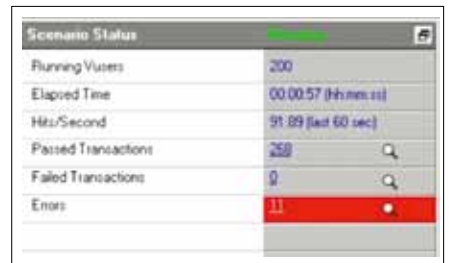 Scenario Status
Running Vusers 200
Elapsed Time 00:00:57 (hh:mm:ss)
Hits/Second 91.89 (last 60 sec)
Passed Transactions 268
Failed Transactions 0
Errors 11